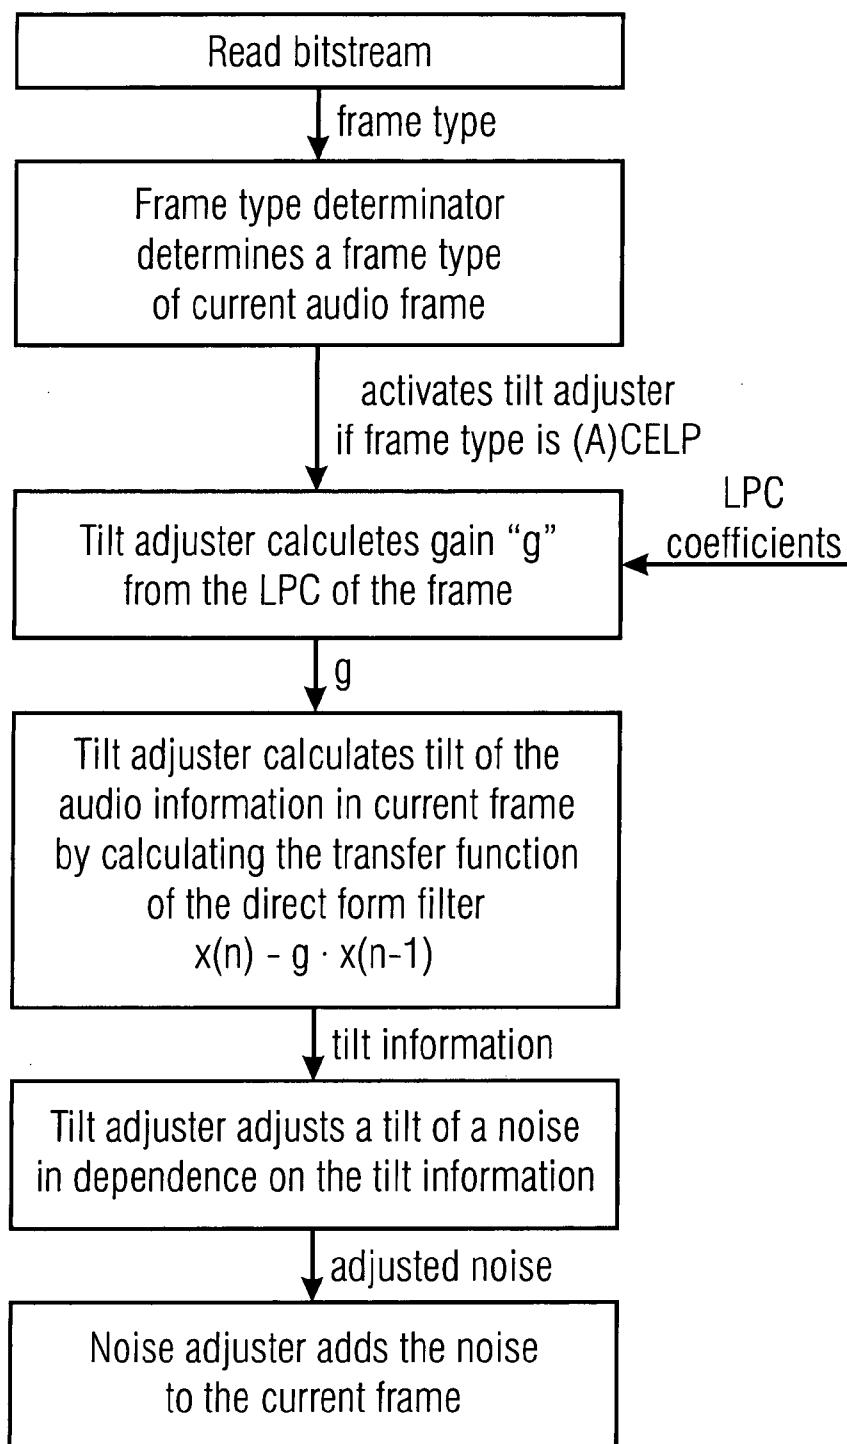 Read bitstream
frame type
Frame type determinator
determines a frame type
of current audio frame
activates tilt adjuster
if frame type is (A)CELP
LPC
coefficients
Tilt adjuster calculetes gain “g”
from the LPC of the frame
g
Tilt adjuster calculates tilt of the
audio information in current frame
by calculating the transfer function
of the direct form filter
x(n) - g · x(n-1)
tilt information
Tilt adjuster adjusts a tilt of a noise
in dependence on the tilt information
adjusted noise
Noise adjuster adds the noise
to the current frame